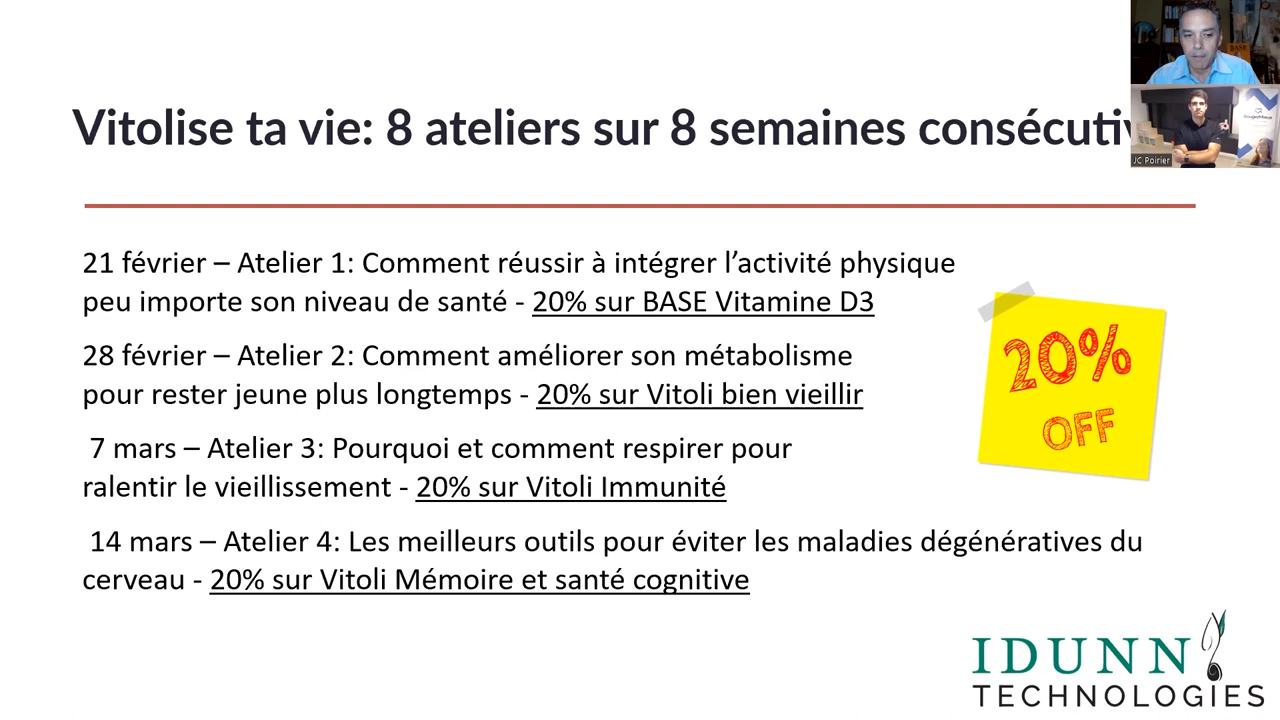 Vitolise ta vie: 8 ateliers sur 8 semaines consécutiv
BASE
JC Poirier
21 février – Atelier 1: Comment réussir à intégrer l’activité physique
peu importe son niveau de santé - 20% sur BASE Vitamine D3
28 février – Atelier 2: Comment améliorer son métabolisme
pour rester jeune plus longtemps - 20% sur Vitoli bien vieillir
7 mars – Atelier 3: Pourquoi et comment respirer pour
ralentir le vieillissement - 20% sur Vitoli Immunité
14 mars – Atelier 4: Les meilleurs outils pour éviter les maladies dégénératives du
cerveau - 20% sur Vitoli Mémoire et santé cognitive
20%
OFF
IDUNN
TECHNOLOGIES